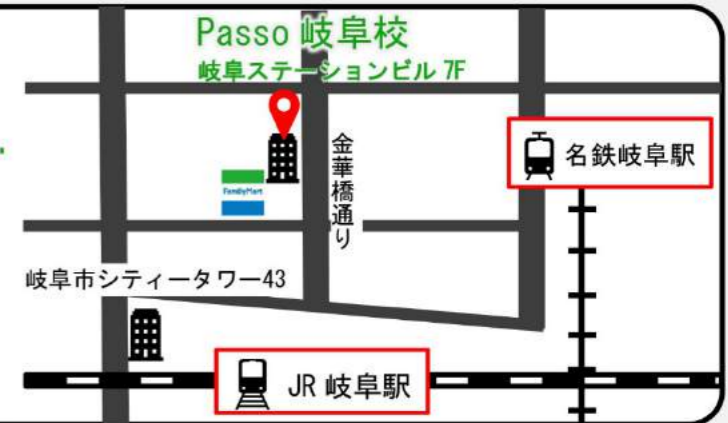 Passo 岐阜校
岐阜ステーションビル 7F
金華橋通り
名鉄岐阜駅
FamilyMart
岐阜市シティータワー43
JR 岐阜駅